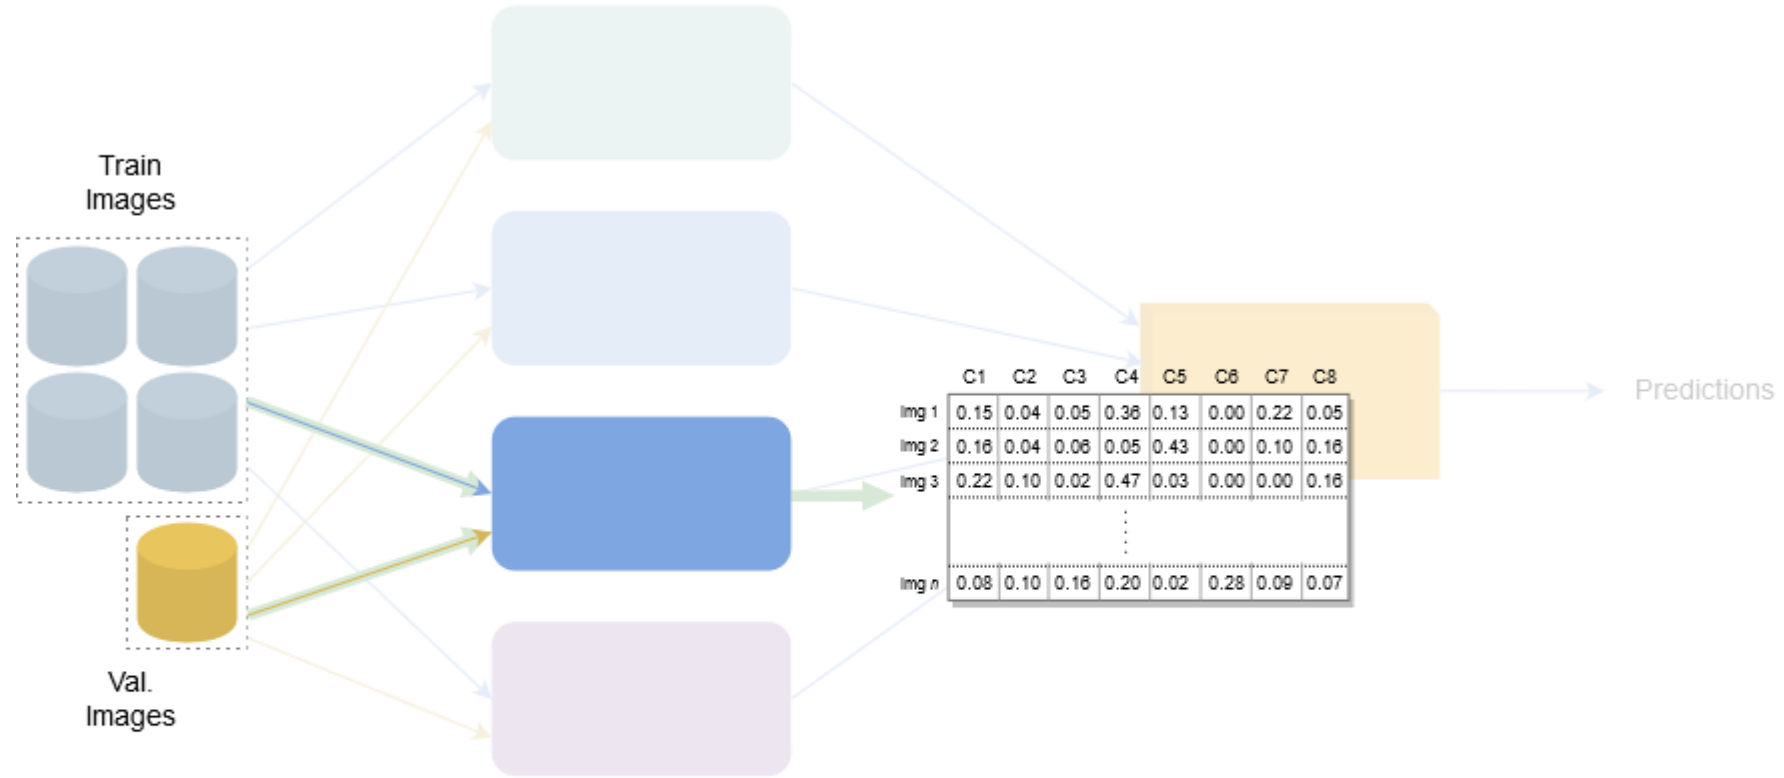 Train
Images
Val.
Images
C1 C2 C3 C4 C5 C6 C7 C8
Img 1 0.15 0.04 0.05 0.36 0.13 0.00 0.22 0.05
Img 2 0.16 0.04 0.06 0.05 0.43 0.00 0.10 0.16
Img 3 0.22 0.10 0.02 0.47 0.03 0.00 0.00 0.16
Img n 0.08 0.10 0.16 0.20 0.02 0.28 0.09 0.07
Predictions